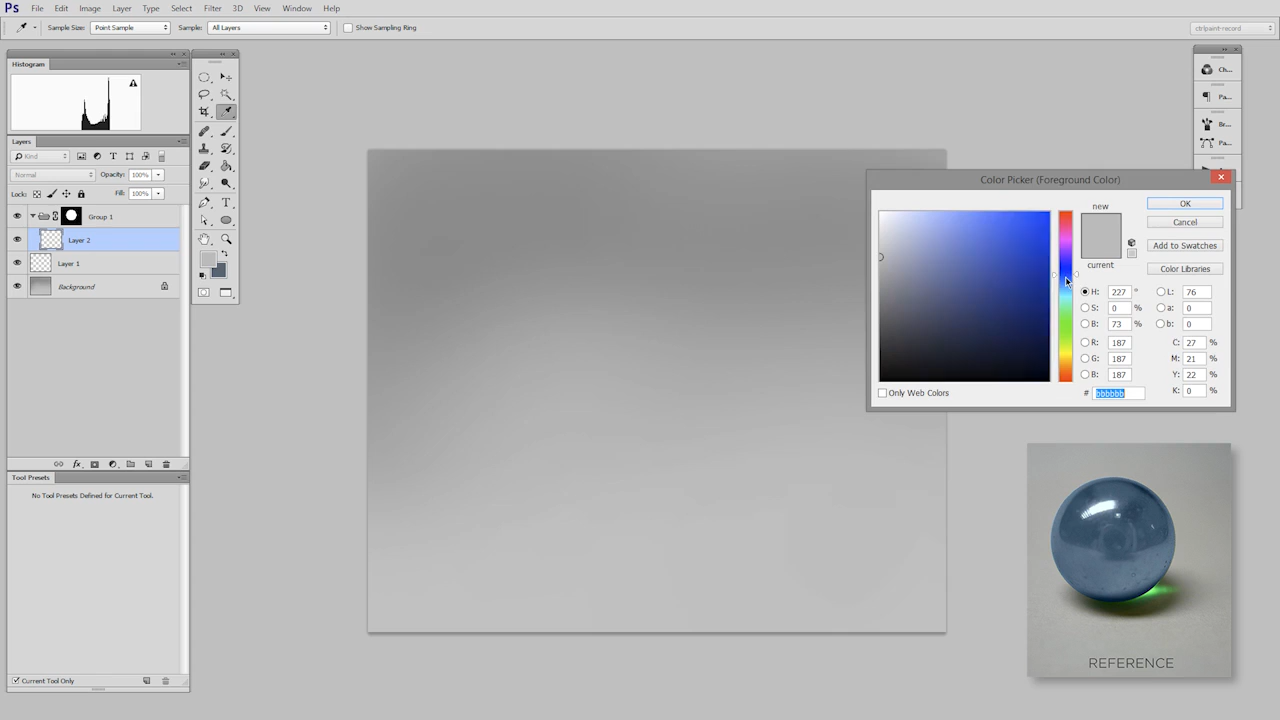 Ps File Edit Image Layer Type Select Filter 3D View Window Help
Sample Size: Point Sample Sample: All Layers Show Sampling Ring ctrlpaint-record
Histogram
Layers
Kind
Normal Opacity: 100%
Lock: Fill: 100%
Group 1
Layer 2
Layer 1
Background
Tool Presets
No Tool Presets Defined for Current Tool.
Current Tool Only
Ch...
Pa...
Br...
Pa...
Color Picker (Foreground Color)
new
current
OK
Cancel
Add to Swatches
Color Libraries
H: 227 ° L: 76
S: 0 % a: 0
B: 73 % b: 0
R: 187 C: 27 %
G: 187 M: 21 %
B: 187 Y: 22 %
K: 0 %
# bbbbbb
Only Web Colors
REFERENCE